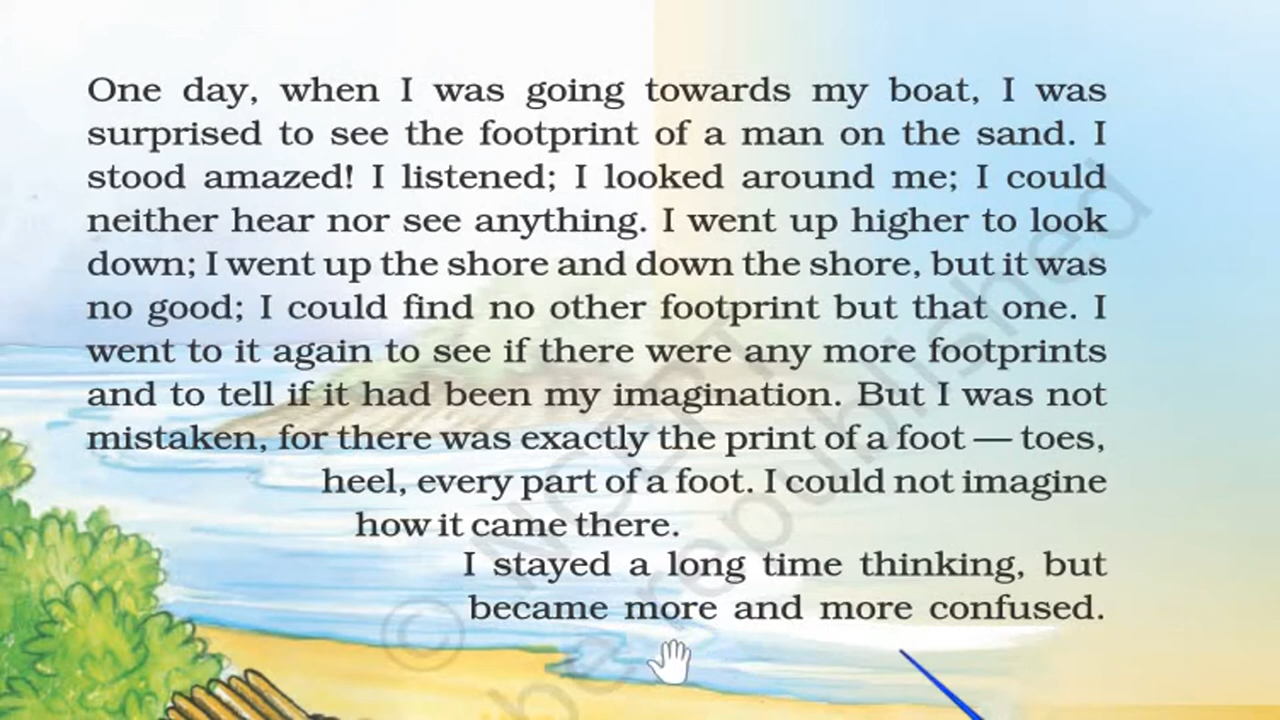 One day, when I was going towards my boat, I was
surprised to see the footprint of a man on the sand. I
stood amazed! I listened; I looked around me; I could
neither hear nor see anything. I went up higher to look
down; I went up the shore and down the shore, but it was
no good; I could find no other footprint but that one. I
went to it again to see if there were any more footprints
and to tell if it had been my imagination. But I was not
mistaken, for there was exactly the print of a foot — toes,
heel, every part of a foot. I could not imagine
how it came there.
I stayed a long time thinking, but
became more and more confused.
© NCERT
be republished